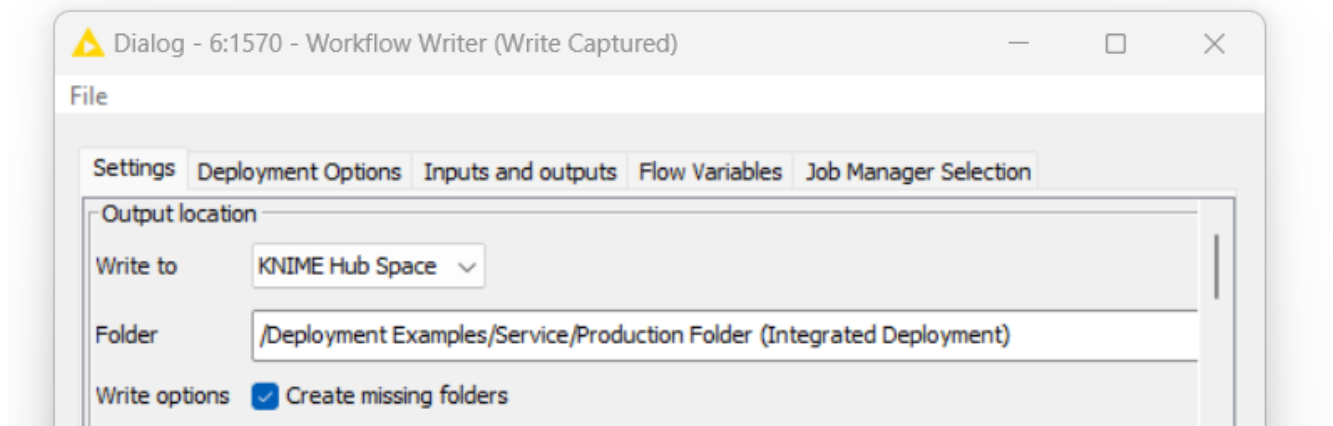 Dialog - 6:1570 - Workflow Writer (Write Captured)
File
Settings Deployment Options Inputs and outputs Flow Variables Job Manager Selection
Output location
Write to KNIME Hub Space
Folder /Deployment Examples/Service/Production Folder (Integrated Deployment)
Write options Create missing folders